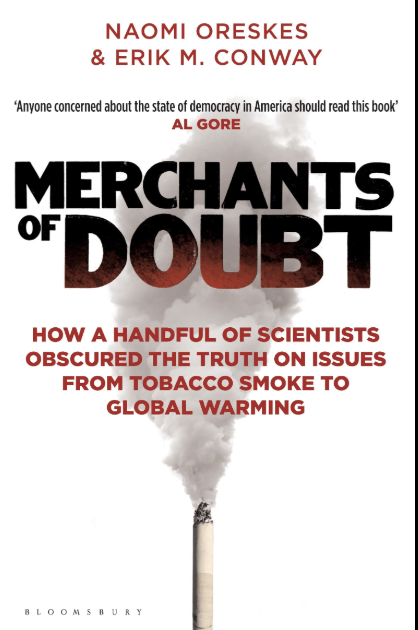 NAOMI ORESKES
& ERIK M. CONWAY
‘Anyone concerned about the state of democracy in America should read this book’
AL GORE
MERCHANTS
OF DOUBT
HOW A HANDFUL OF SCIENTISTS
OBSCURED THE TRUTH ON ISSUES
FROM TOBACCO SMOKE TO
GLOBAL WARMING
BLOOMSBURY